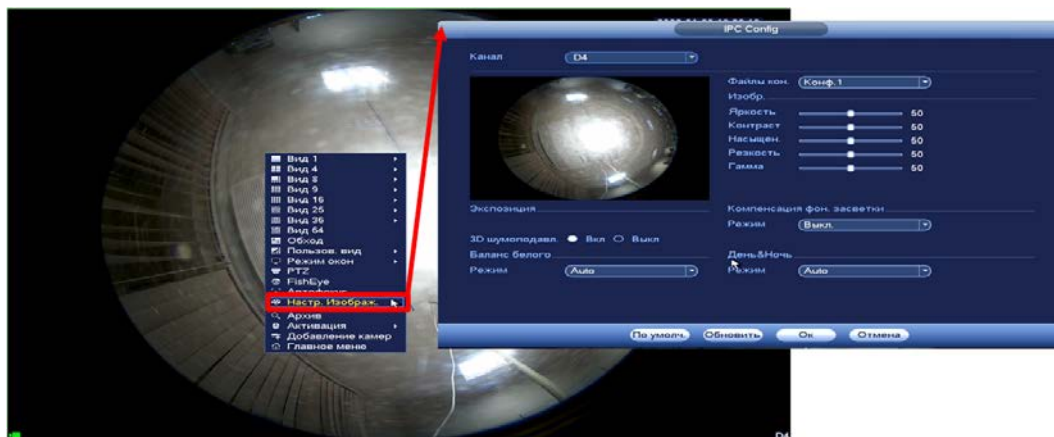 IPC Config
Канал D4
Файлы кон. Конф.1
Изобр.
Яркость 50
Контраст 50
Насыщен. 50
Резкость 50
Гамма 50
Экспозиция
Компенсация фон. засветки
Режим Выкл.
3D шумоподавл. Вкл Выкл
Баланс белого
День&Ночь
Режим Auto
Режим Auto
По умолч. Обновить Ок Отмена
Вид 1
Вид 4
Вид 8
Вид 9
Вид 16
Вид 25
Вид 36
Вид 64
Обход
Пользов. вид
Режим окон
PTZ
FishEye
Автофокус
Настр. Изображ.
Архив
Активация
Добавление камер
Главное меню
D4